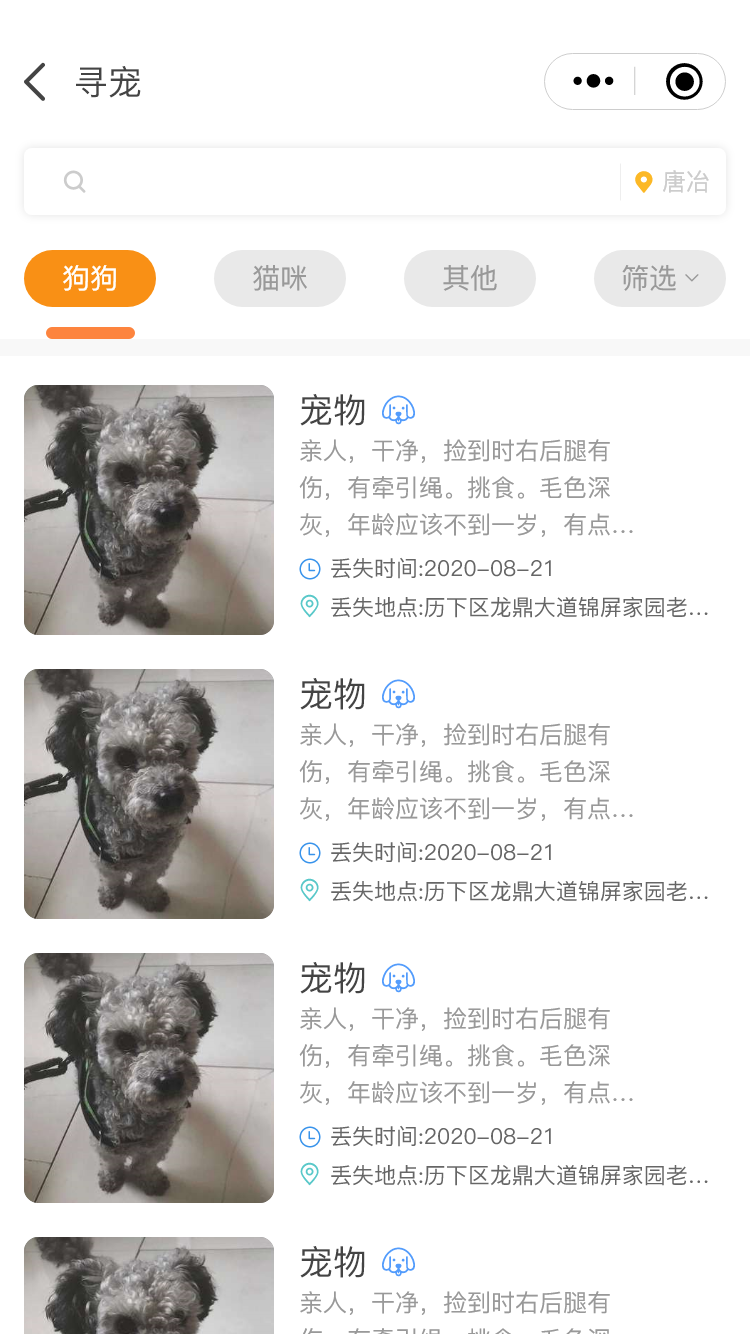 寻宠
唐冶
狗狗
猫咪
其他
筛选
宠物
亲人，干净，捡到时右后腿有
伤，有牵引绳。挑食。毛色深
灰，年龄应该不到一岁，有点...
丢失时间:2020-08-21
丢失地点:历下区龙鼎大道锦屏家园老...
宠物
亲人，干净，捡到时右后腿有
伤，有牵引绳。挑食。毛色深
灰，年龄应该不到一岁，有点...
丢失时间:2020-08-21
丢失地点:历下区龙鼎大道锦屏家园老...
宠物
亲人，干净，捡到时右后腿有
伤，有牵引绳。挑食。毛色深
灰，年龄应该不到一岁，有点...
丢失时间:2020-08-21
丢失地点:历下区龙鼎大道锦屏家园老...
宠物
亲人，干净，捡到时右后腿有